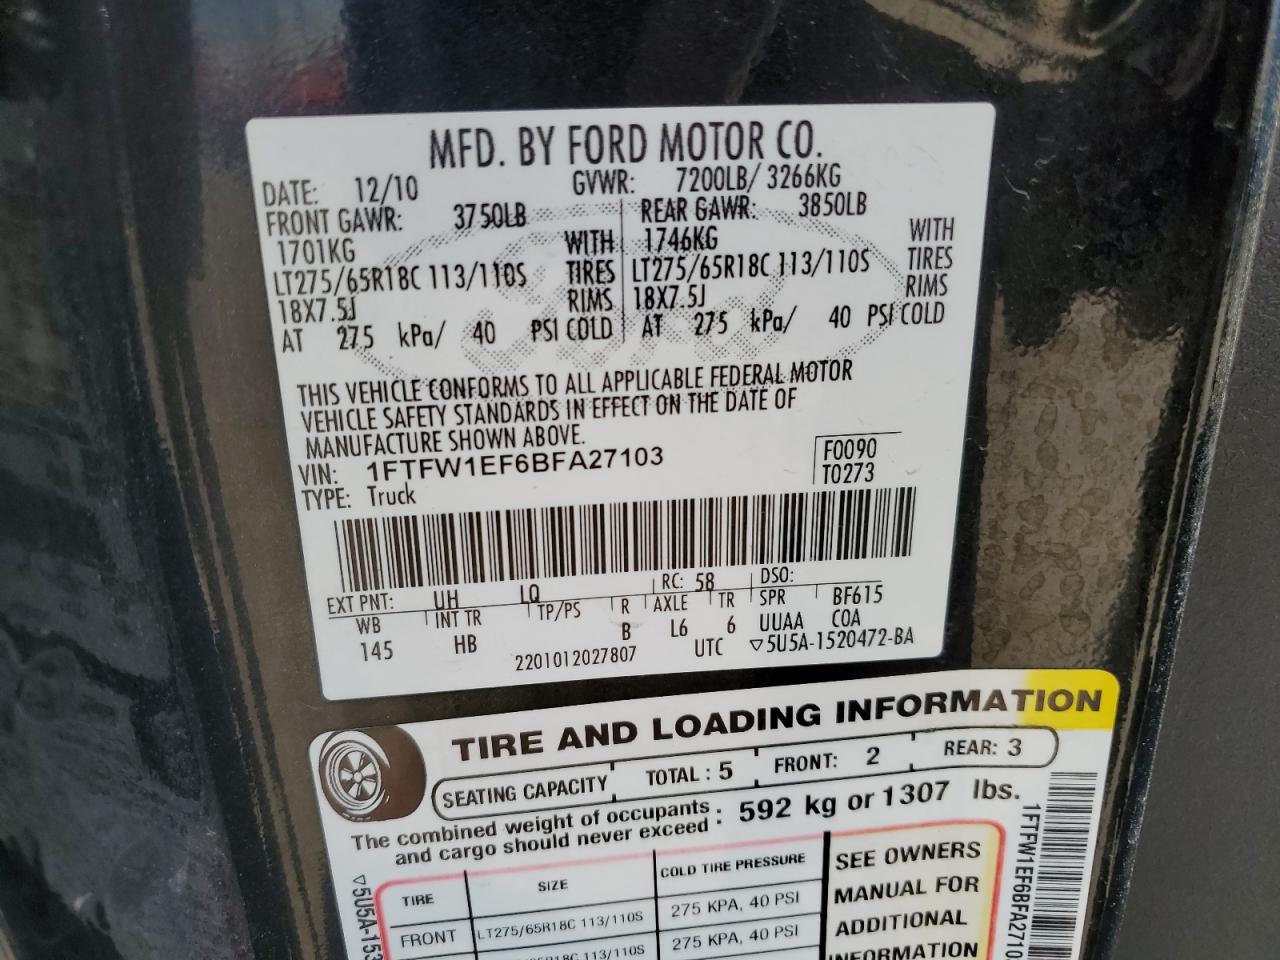 MFD. BY FORD MOTOR CO.
DATE: 12/10 GVWR: 7200LB/ 3266KG
FRONT GAWR: 3750LB REAR GAWR: 3850LB
1701KG WITH 1746KG WITH
LT275/65R18C 113/110S TIRES LT275/65R18C 113/110S TIRES
18X7.5J RIMS 18X7.5J RIMS
AT 275 kPa/ 40 PSI COLD AT 275 kPa/ 40 PSI COLD
THIS VEHICLE CONFORMS TO ALL APPLICABLE FEDERAL MOTOR
VEHICLE SAFETY STANDARDS IN EFFECT ON THE DATE OF
MANUFACTURE SHOWN ABOVE.
VIN: 1FTFW1EF6BFA27103 F0090
TYPE: Truck T0273
EXT PNT: UH LQ RC: 58 DSO:
WB INT TR TP/PS R AXLE TR SPR BF615
145 HB B L6 6 UUAA COA
2201012027807 UTC ▽5U5A-1520472-BA
TIRE AND LOADING INFORMATION
SEATING CAPACITY TOTAL: 5 FRONT: 2 REAR: 3
The combined weight of occupants and cargo should never exceed : 592 kg or 1307 lbs.
TIRE SIZE COLD TIRE PRESSURE SEE OWNERS
MANUAL FOR
FRONT LT275/65R18C 113/110S 275 KPA, 40 PSI ADDITIONAL
113/110S 275 KPA, 40 PSI INFORMATION
▽5U5A-153
1FTFW1EF6BFA2710